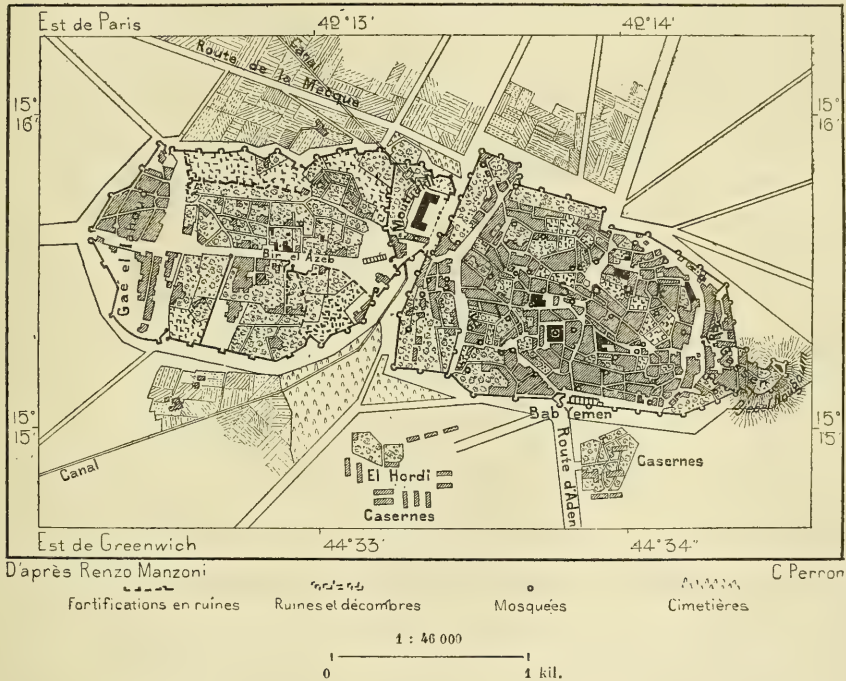 Est de Paris
42°13'
42°14'
Route de la Mecque
Canal
15°
16'
15°
16'
Bir el Azeb
15°
15'
15°
15'
Bab Yemen
Canal
El Hordi
Casernes
Casernes
Route d'Aden
Est de Greenwich
44°33'
44°34'
D'après Renzo Manzoni
C Perron
Fortifications en ruines
Ruines et décombres
Mosquées
Cimetières
1 : 46 000
0
1 kil.